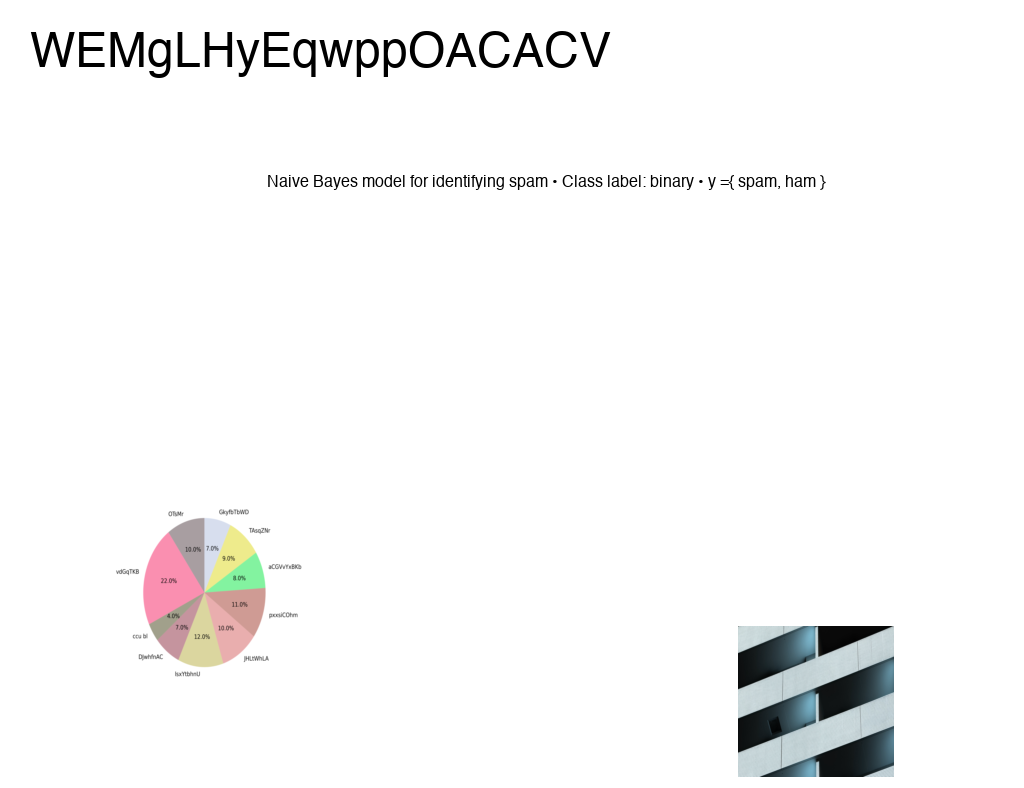 WEMgLHyEqwppOACACV
Naive Bayes model for identifying spam • Class label: binary • y ={ spam, ham }
OTsMr
GkyfbTbWD
TAsqZNr
10.0%
7.0%
9.0%
vdGqTKB
22.0%
8.0%
aCGVvYxBKb
4.0%
11.0%
pxxsiCOhm
7.0%
12.0%
10.0%
ccu bl
DJwhfnAC
JHLtWhLA
lsxYtbhnU